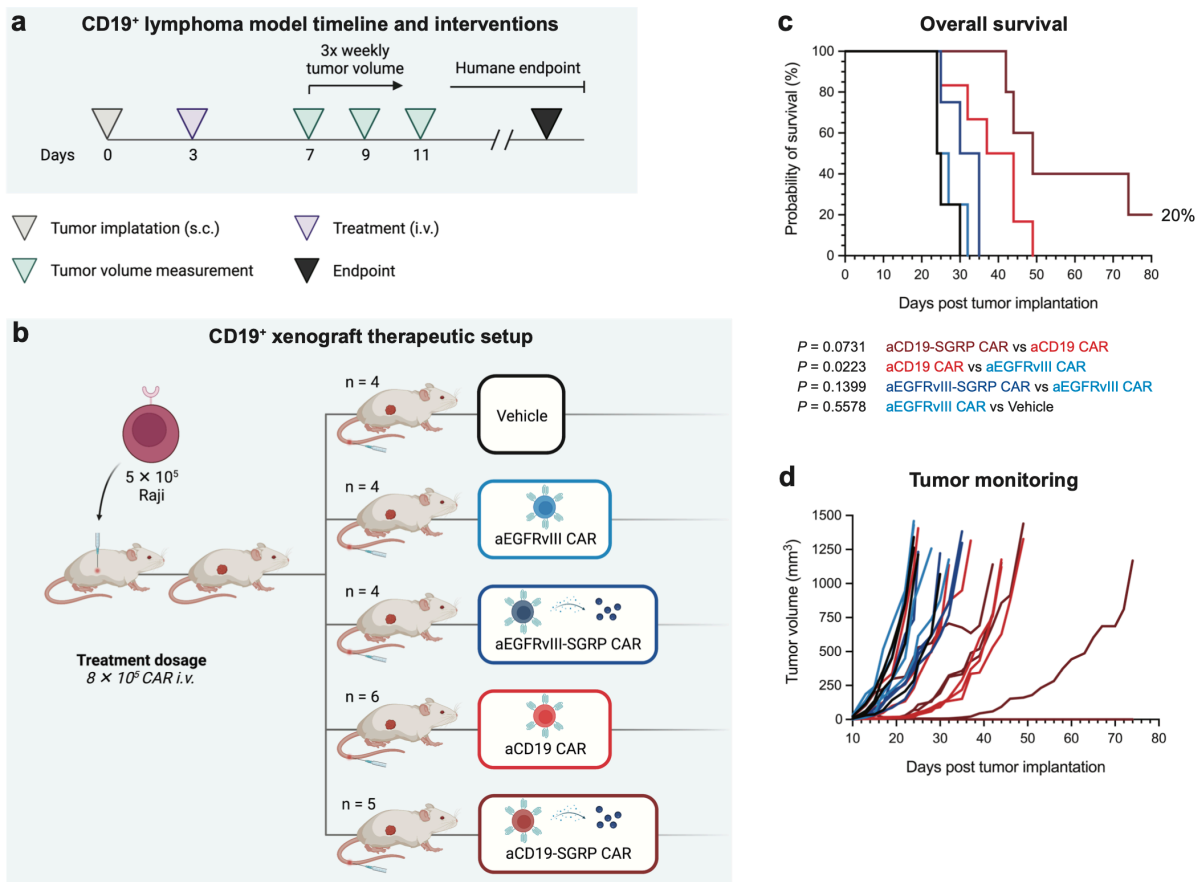 a
CD19⁺ lymphoma model timeline and interventions
3x weekly
tumor volume
Humane endpoint
Days
0
3
7
9
11
Tumor implatation (s.c.)
Treatment (i.v.)
Tumor volume measurement
Endpoint
b
CD19⁺ xenograft therapeutic setup
5 × 10⁵
Raji
Treatment dosage
8 × 10⁵ CAR i.v.
n = 4
Vehicle
n = 4
aEGFRvIII CAR
n = 4
aEGFRvIII-SGRP CAR
n = 6
aCD19 CAR
n = 5
aCD19-SGRP CAR
c
Overall survival
Probability of survival (%)
100
80
60
40
20
0
20%
0 10 20 30 40 50 60 70 80
Days post tumor implantation
P = 0.0731 aCD19-SGRP CAR vs aCD19 CAR
P = 0.0223 aCD19 CAR vs aEGFRvIII CAR
P = 0.1399 aEGFRvIII-SGRP CAR vs aEGFRvIII CAR
P = 0.5578 aEGFRvIII CAR vs Vehicle
d
Tumor monitoring
Tumor volume (mm³)
1500
1250
1000
750
500
250
0
10 20 30 40 50 60 70 80
Days post tumor implantation